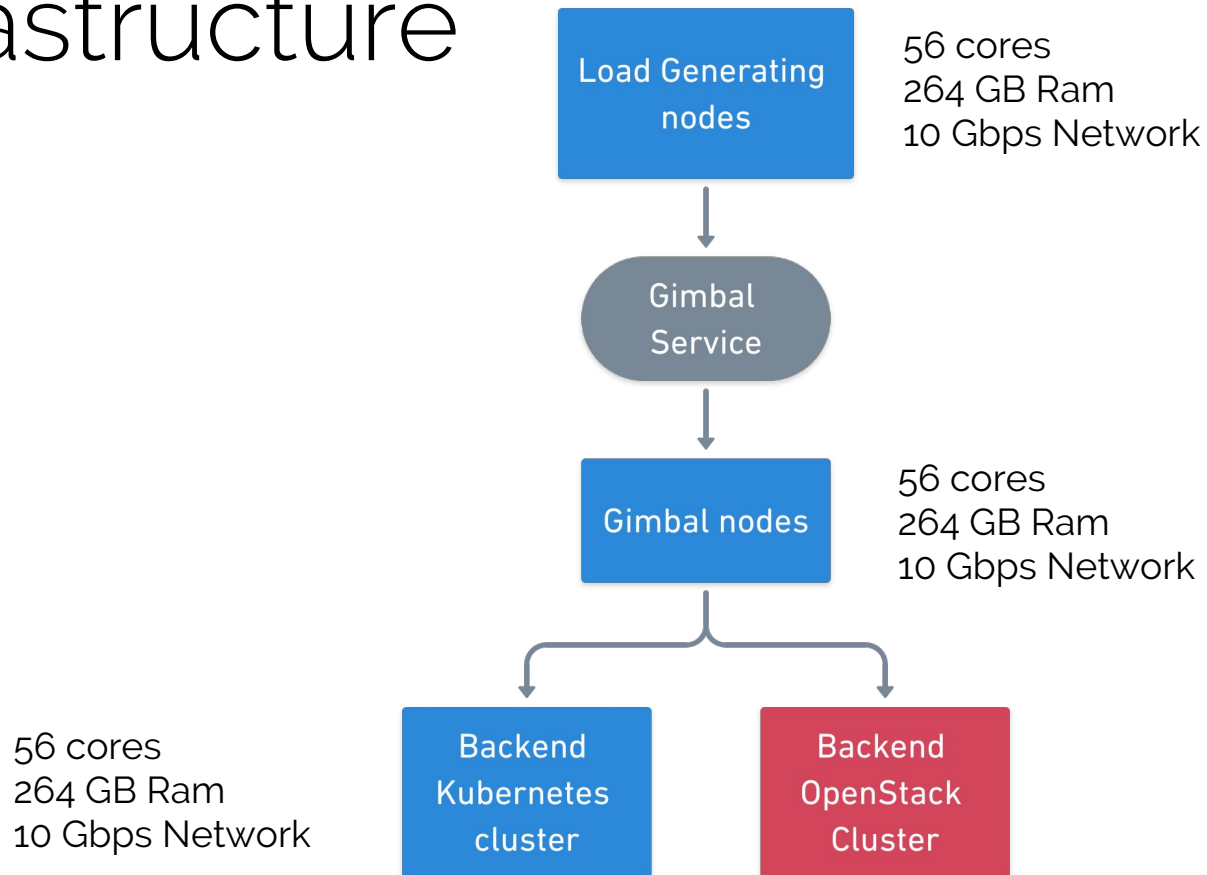 astructure
Load Generating
nodes
56 cores
264 GB Ram
10 Gbps Network
Gimbal
Service
Gimbal nodes
56 cores
264 GB Ram
10 Gbps Network
56 cores
264 GB Ram
10 Gbps Network
Backend
Kubernetes
cluster
Backend
OpenStack
Cluster